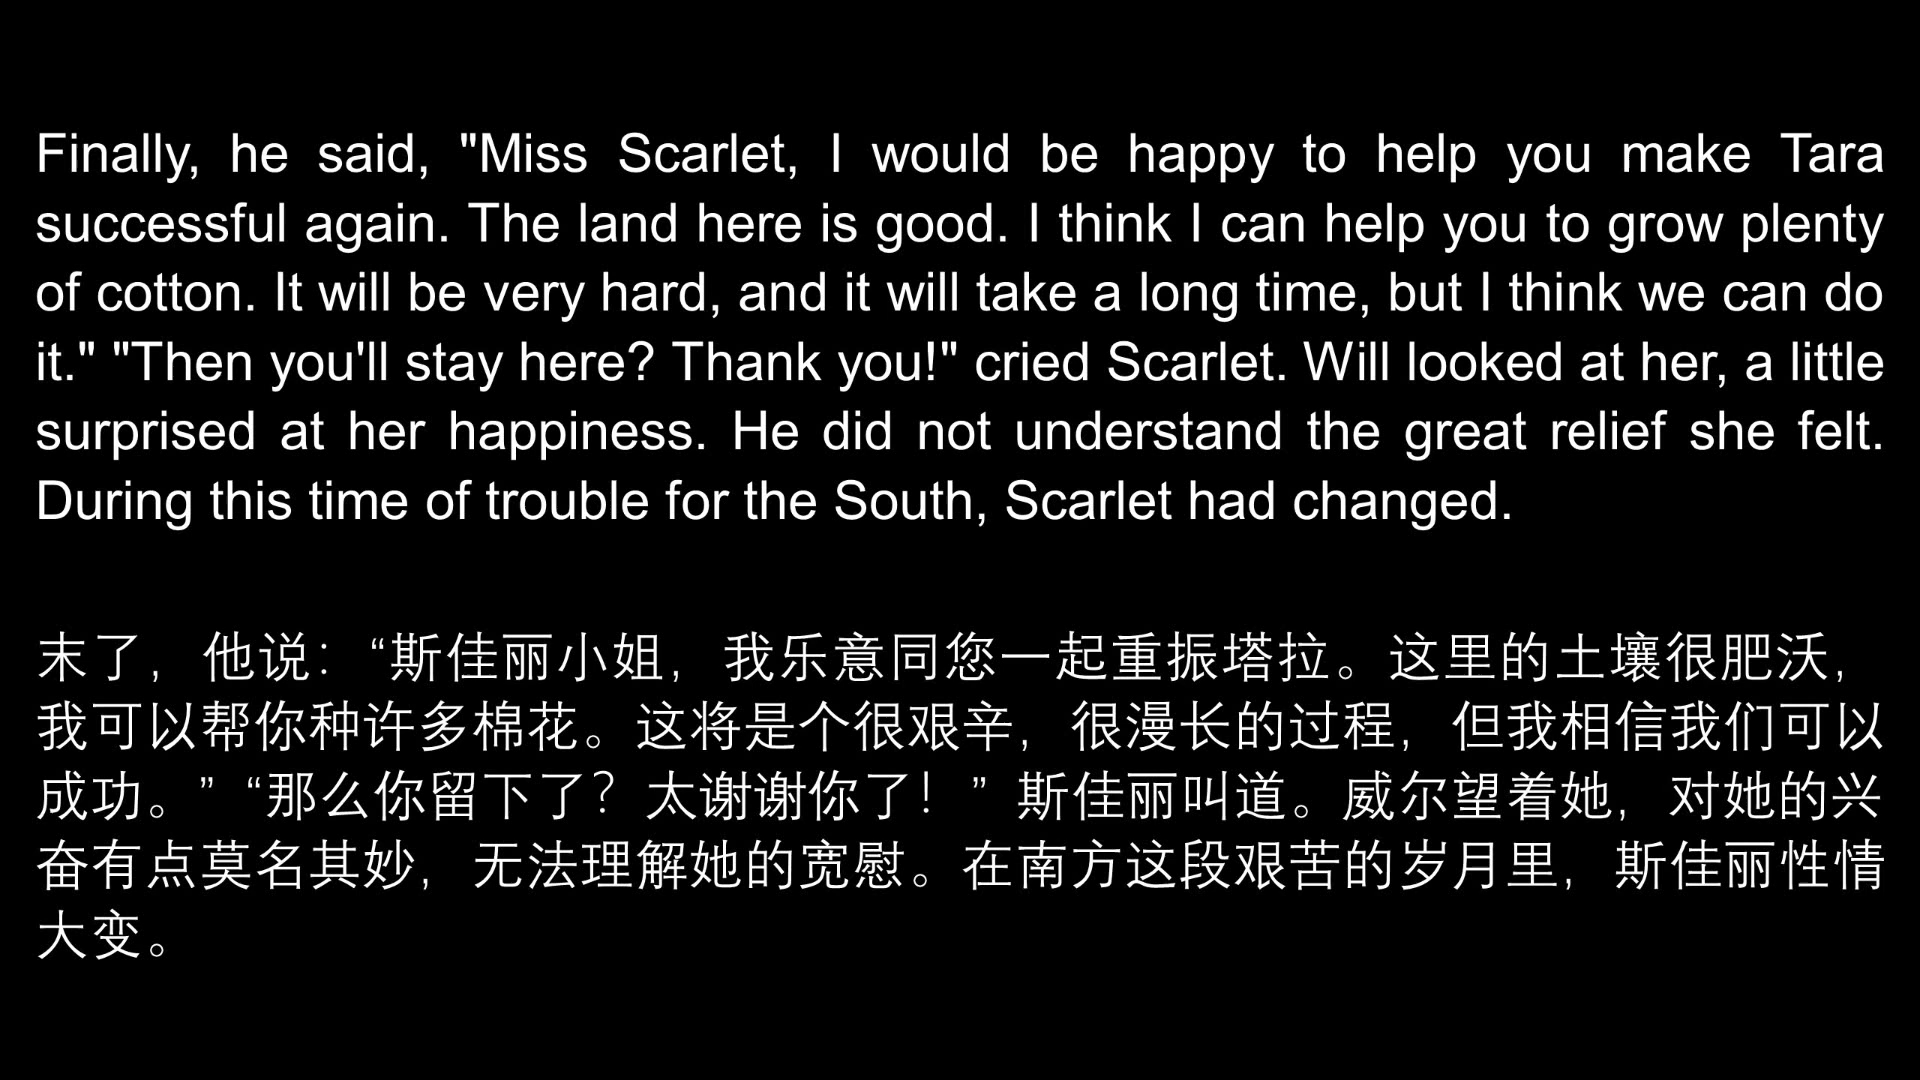 Finally, he said, "Miss Scarlet, I would be happy to help you make Tara
successful again. The land here is good. I think I can help you to grow plenty
of cotton. It will be very hard, and it will take a long time, but I think we can do
it." "Then you'll stay here? Thank you!" cried Scarlet. Will looked at her, a little
surprised at her happiness. He did not understand the great relief she felt.
During this time of trouble for the South, Scarlet had changed.
末了，他说：“斯佳丽小姐，我乐意同您一起重振塔拉。这里的土壤很肥沃，
我可以帮你种许多棉花。这将是个很艰辛，很漫长的过程，但我相信我们可以
成功。”“那么你留下了？太谢谢你了！”斯佳丽叫道。威尔望着她，对她的兴
奋有点莫名其妙，无法理解她的宽慰。在南方这段艰苦的岁月里，斯佳丽性情
大变。